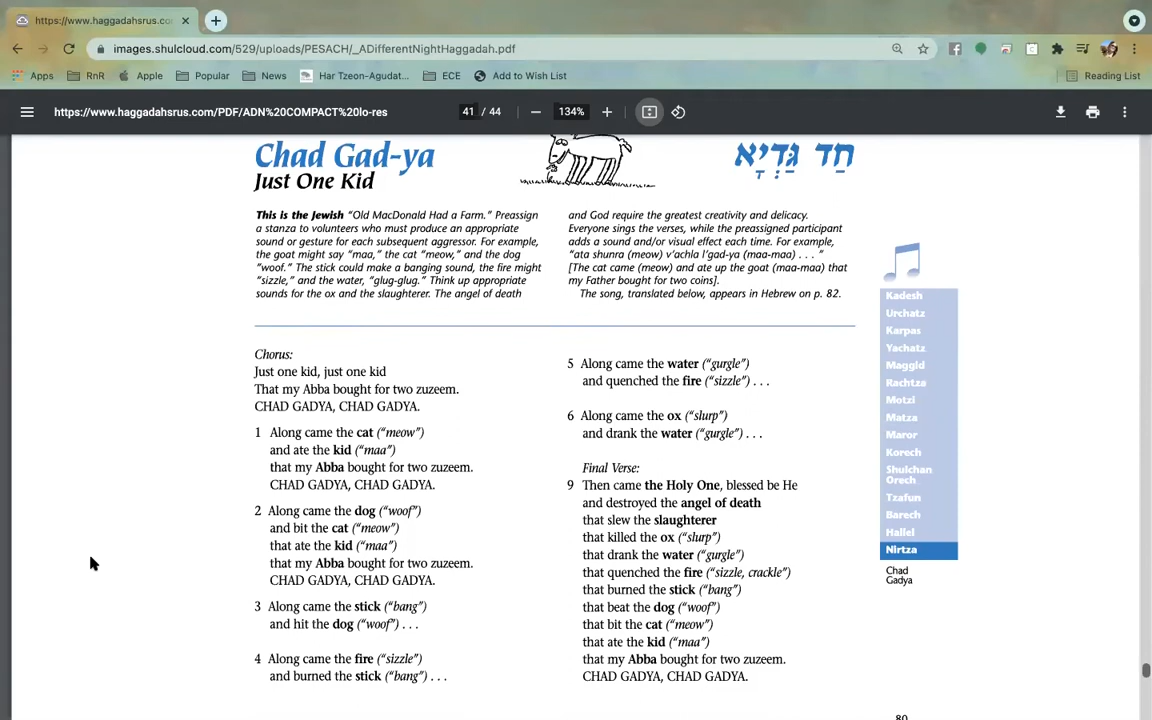 https://www.haggadahsrus.co
images.shulcloud.com/529/uploads/PESACH/_ADifferentNightHaggadah.pdf
Apps RnR Apple Popular News Har Tzeon-Agudat... ECE Add to Wish List Reading List
https://www.haggadahsrus.com/PDF/ADN%20COMPACT%20lo-res 41 / 44 134%
Chad Gad-ya
Just One Kid
חַד גַּדְיָא
This is the Jewish “Old MacDonald Had a Farm.” Preassign
a stanza to volunteers who must produce an appropriate
sound or gesture for each subsequent aggressor. For example,
the goat might say “maa,” the cat “meow,” and the dog
“woof.” The stick could make a banging sound, the fire might
“sizzle,” and the water, “glug-glug.” Think up appropriate
sounds for the ox and the slaughterer. The angel of death
and God require the greatest creativity and delicacy.
Everyone sings the verses, while the preassigned participant
adds a sound and/or visual effect each time. For example,
“ata shunra (meow) v’achla l’gad-ya (maa-maa) . . . ”
[The cat came (meow) and ate up the goat (maa-maa) that
my Father bought for two coins].
The song, translated below, appears in Hebrew on p. 82.
Chorus:
Just one kid, just one kid
That my Abba bought for two zuzeem.
CHAD GADYA, CHAD GADYA.
1 Along came the cat (“meow”)
and ate the kid (“maa”)
that my Abba bought for two zuzeem.
CHAD GADYA, CHAD GADYA.
2 Along came the dog (“woof”)
and bit the cat (“meow”)
that ate the kid (“maa”)
that my Abba bought for two zuzeem.
CHAD GADYA, CHAD GADYA.
3 Along came the stick (“bang”)
and hit the dog (“woof”) . . .
4 Along came the fire (“sizzle”)
and burned the stick (“bang”) . . .
5 Along came the water (“gurgle”)
and quenched the fire (“sizzle”) . . .
6 Along came the ox (“slurp”)
and drank the water (“gurgle”) . . .
Final Verse:
9 Then came the Holy One, blessed be He
and destroyed the angel of death
that slew the slaughterer
that killed the ox (“slurp”)
that drank the water (“gurgle”)
that quenched the fire (“sizzle, crackle”)
that burned the stick (“bang”)
that beat the dog (“woof”)
that bit the cat (“meow”)
that ate the kid (“maa”)
that my Abba bought for two zuzeem.
CHAD GADYA, CHAD GADYA.
Kadesh
Urchatz
Karpas
Yachatz
Maggid
Rachtza
Motzi
Matza
Maror
Korech
Shulchan
Orech
Tzafun
Barech
Hallel
Nirtza
Chad
Gadya
80